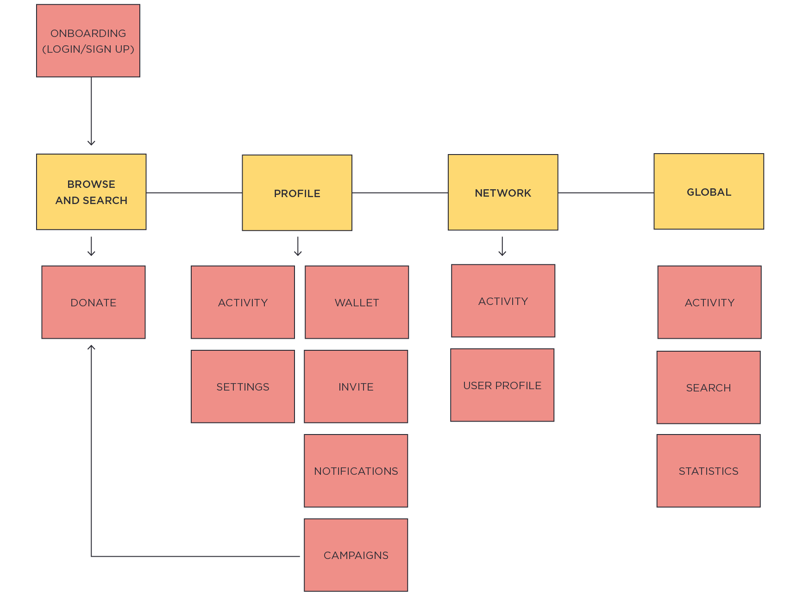 ONBOARDING
(LOGIN/SIGN UP)
BROWSE
AND SEARCH
PROFILE
NETWORK
GLOBAL
DONATE
ACTIVITY
WALLET
ACTIVITY
ACTIVITY
SETTINGS
INVITE
USER PROFILE
SEARCH
NOTIFICATIONS
STATISTICS
CAMPAIGNS